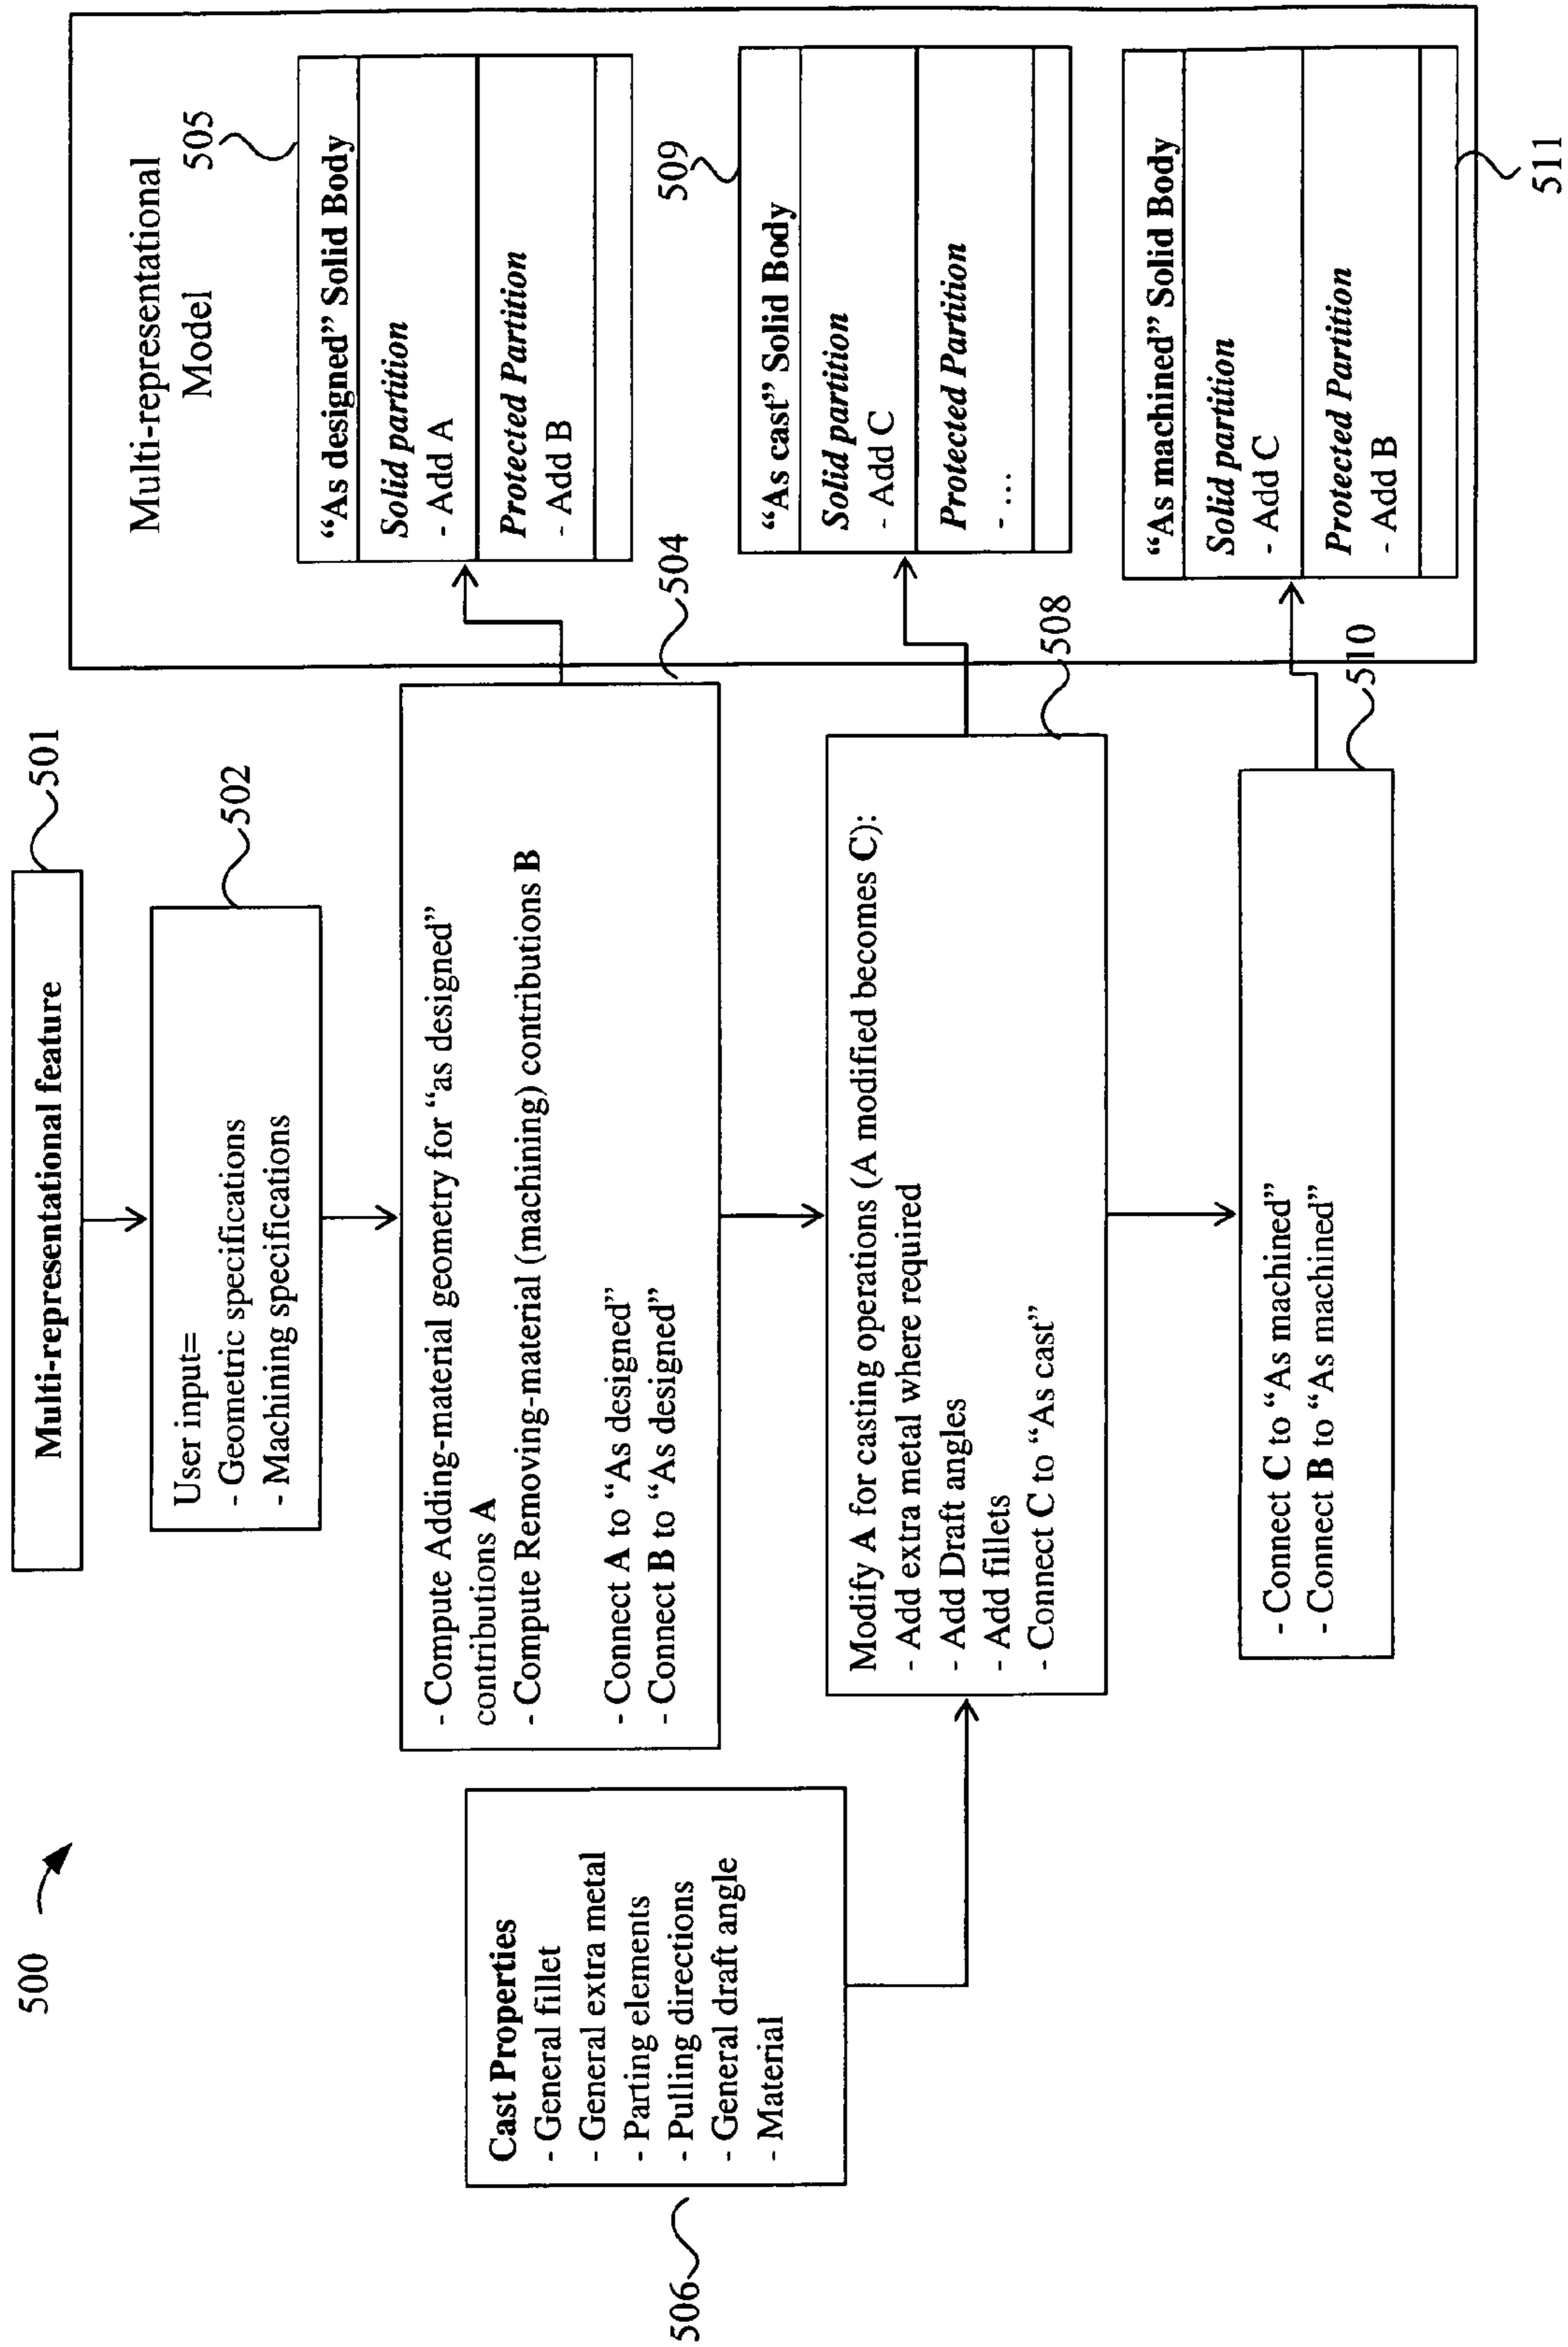 500
Multi-representational feature
501
User input=
- Geometric specifications
- Machining specifications
502
- Compute Adding-material geometry for “as designed”
contributions A
- Compute Removing-material (machining) contributions B
- Connect A to “As designed”
- Connect B to “As designed”
504
Cast Properties
- General fillet
- General extra metal
- Parting elements
- Pulling directions
- General draft angle
- Material
506
Modify A for casting operations (A modified becomes C):
- Add extra metal where required
- Add Draft angles
- Add fillets
- Connect C to “As cast”
508
- Connect C to “As machined”
- Connect B to “As machined”
510
Multi-representational
Model
505
“As designed” Solid Body
Solid partition
- Add A
Protected Partition
- Add B
509
“As cast” Solid Body
Solid partition
- Add C
Protected Partition
- ...
“As machined” Solid Body
Solid partition
- Add C
Protected Partition
- Add B
511